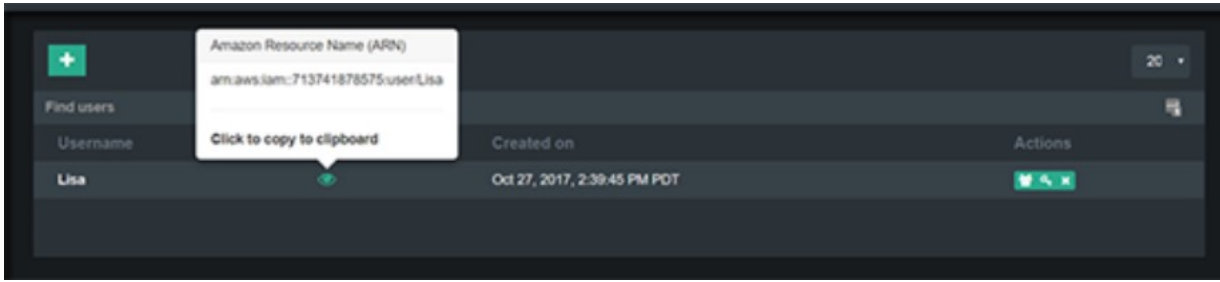 Amazon Resource Name (ARN)
arn:aws:iam::713741878575:user/Lisa
20
Find users
Click to copy to clipboard
Username
Created on
Actions
Lisa
Oct 27, 2017, 2:39:45 PM PDT